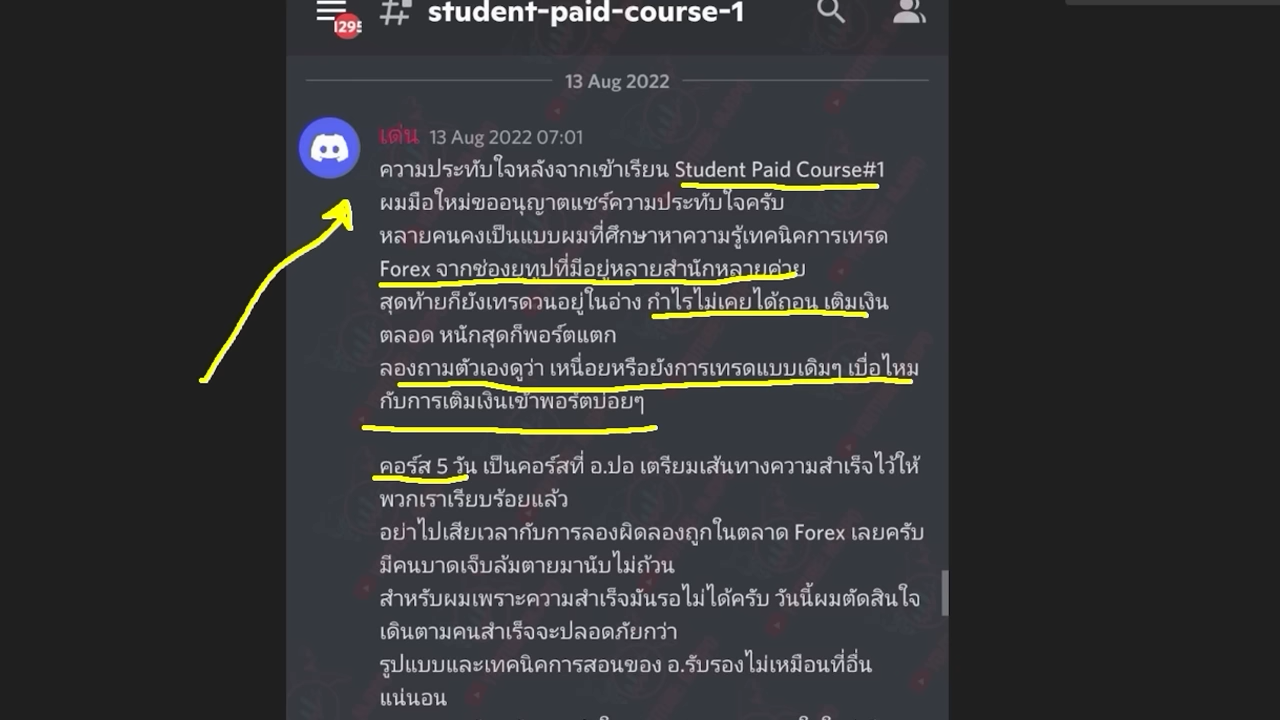 1295
student-paid-course-1
13 Aug 2022
เด่น 13 Aug 2022 07:01
ความประทับใจหลังจากเข้าเรียน Student Paid Course#1
ผมมือใหม่ขออนุญาตแชร์ความประทับใจครับ
หลายคนคงเป็นแบบผมที่ศึกษาหาความรู้เทคนิคการเทรด
Forex จากช่องยูทูปที่มีอยู่หลายสำนักหลายค่าย
สุดท้ายก็ยังเทรดวนอยู่ในอ่าง กำไรไม่เคยได้ถอน เติมเงิน
ตลอด หนักสุดก็พอร์ตแตก
ลองถามตัวเองดูว่า เหนื่อยหรือยังการเทรดแบบเดิมๆ เบื่อไหม
กับการเติมเงินเข้าพอร์ตบ่อยๆ
คอร์ส 5 วัน เป็นคอร์สที่ อ.ปอ เตรียมเส้นทางความสำเร็จไว้ให้
พวกเราเรียบร้อยแล้ว
อย่าไปเสียเวลากับการลองผิดลองถูกในตลาด Forex เลยครับ
มีคนบาดเจ็บล้มตายมานับไม่ถ้วน
สำหรับผมเพราะความสำเร็จมันรอไม่ได้ครับ วันนี้ผมตัดสินใจ
เดินตามคนสำเร็จจะปลอดภัยกว่า
รูปแบบและเทคนิคการสอนของ อ.รับรองไม่เหมือนที่อื่น
แน่นอน